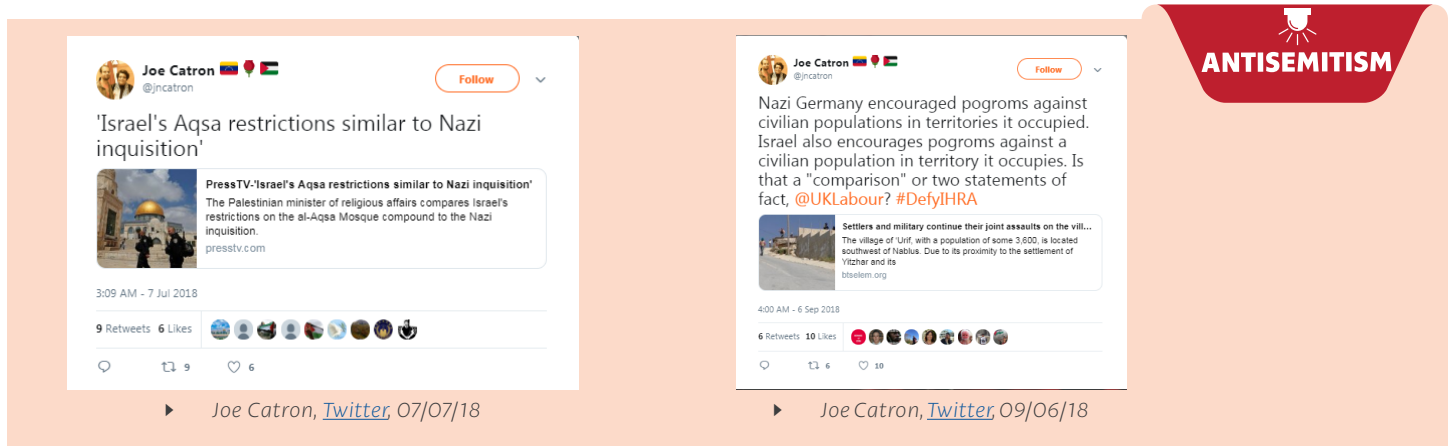 ANTISEMITISM
Joe Catron
@jncatron
Follow
'Israel's Aqsa restrictions similar to Nazi
inquisition'
PressTV-'Israel's Aqsa restrictions similar to Nazi inquisition'
The Palestinian minister of religious affairs compares Israel's
restrictions on the al-Aqsa Mosque compound to the Nazi
inquisition.
presstv.com
3:09 AM - 7 Jul 2018
9 Retweets 6 Likes
9 6
Joe Catron, Twitter, 07/07/18
Joe Catron
@jncatron
Follow
Nazi Germany encouraged pogroms against
civilian populations in territories it occupied.
Israel also encourages pogroms against a
civilian population in territory it occupies. Is
that a "comparison" or two statements of
fact, @UKLabour? #DefyIHRA
Settlers and military continue their joint assaults on the vill...
The village of 'Urif, with a population of some 3,600, is located
southwest of Nablus. Due to its proximity to the settlement of
Yitzhar and its
btselem.org
4:00 AM - 6 Sep 2018
6 Retweets 10 Likes
6 10
Joe Catron, Twitter, 09/06/18